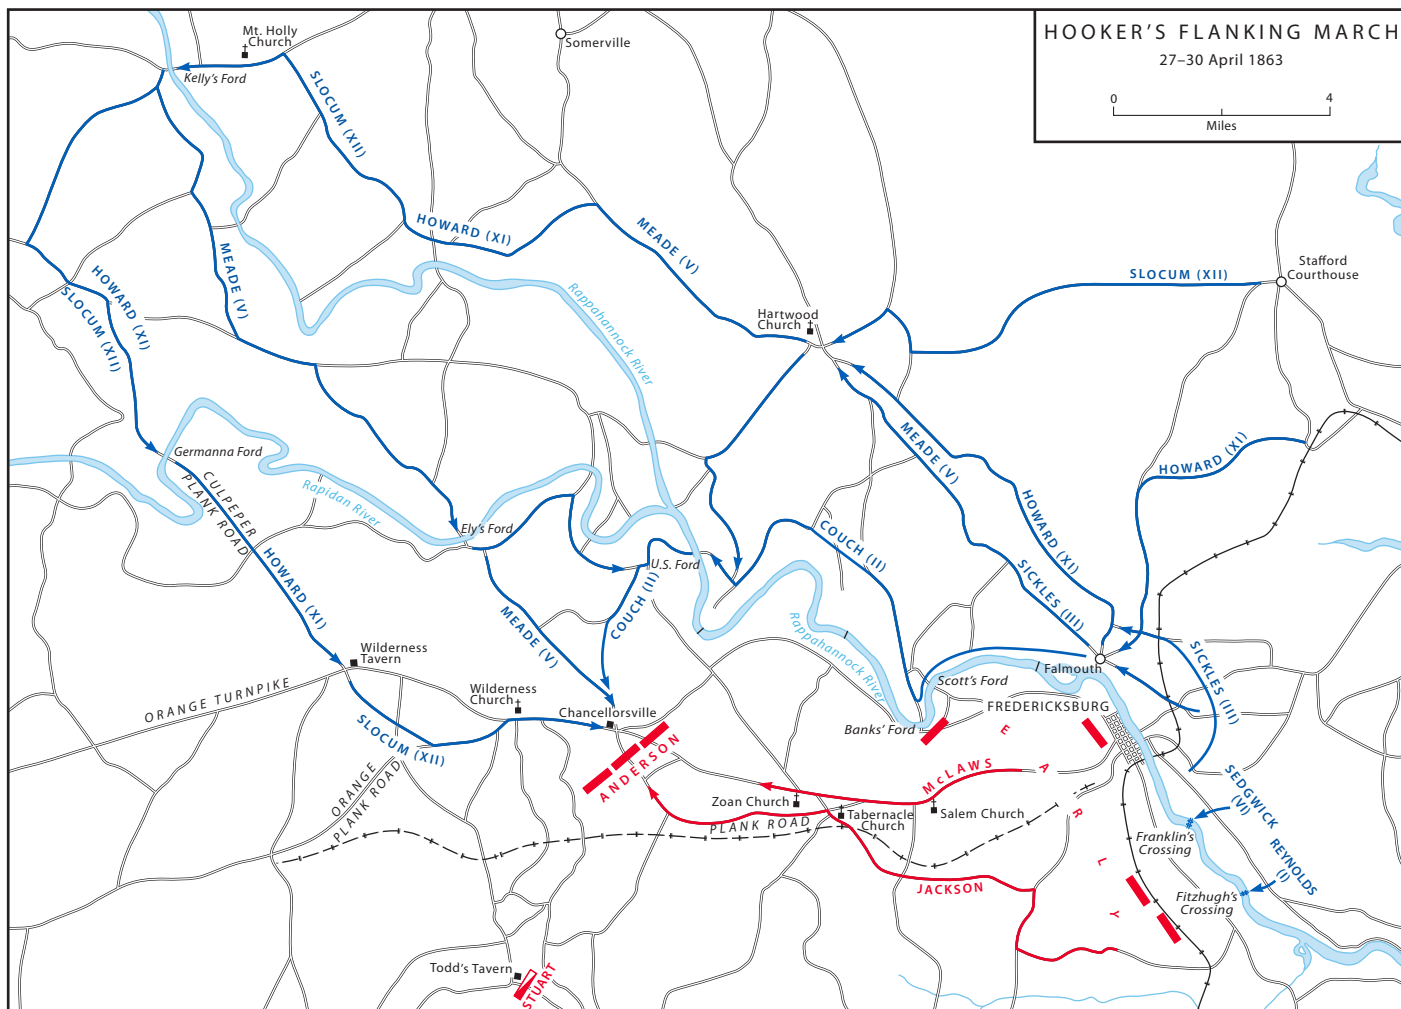 HOOKER'S FLANKING MARCH
27–30 April 1863
0
4
Miles
Mt. Holly
Church
Somerville
Kelly's Ford
SLOCUM (XII)
HOWARD (XI)
MEADE (V)
MEADE (V)
HOWARD (XI)
SLOCUM (XII)
Rappahannock River
Hartwood
Church
SLOCUM (XII)
Stafford
Courthouse
Germanna Ford
CULPEPER
PLANK ROAD
Rapidan River
Ely's Ford
MEADE (V)
HOWARD (XI)
HOWARD (XI)
COUCH (II)
SICKLES (III)
U.S. Ford
HOWARD (XI)
MEADE (V)
COUCH (II)
Rappahannock River
Wilderness
Tavern
ORANGE TURNPIKE
SLOCUM (XII)
Wilderness
Church
Chancellorsville
Falmouth
Scott's Ford
SICKLES (III)
FREDERICKSBURG
Banks' Ford
ANDERSON
EARLY
McLAWS
ORANGE
PLANK ROAD
Zoan Church
PLANK ROAD
Tabernacle
Church
Salem Church
SEDGWICK
(VI)
Franklin's
Crossing
REYNOLDS
(I)
Fitzhugh's
Crossing
JACKSON
Todd's Tavern
STUART